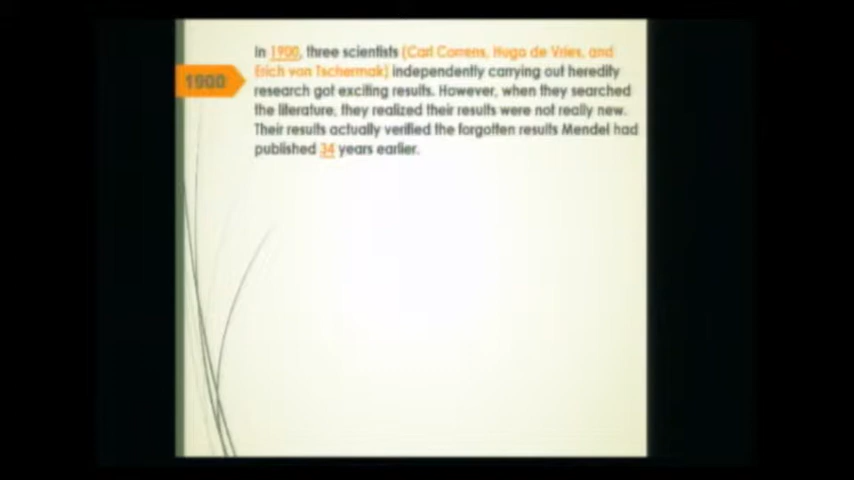 In 1900, three scientists (Carl Correns, Hugo de Vries, and
1900
Erich von Tschermak) independently carrying out heredity
research got exciting results. However, when they searched
the literature, they realized their results were not really new.
Their results actually verified the forgotten results Mendel had
published 34 years earlier.